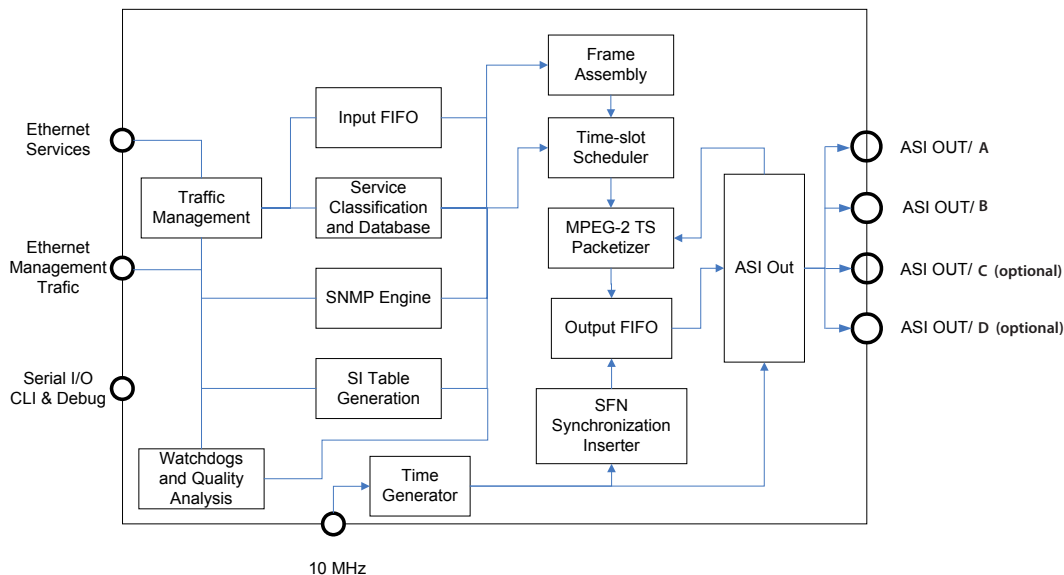 Ethernet
Services
Ethernet
Management
Trafic
Serial I/O
CLI & Debug
Traffic
Management
Watchdogs
and Quality
Analysis
Input FIFO
Service
Classification
and Database
SNMP Engine
SI Table
Generation
Time
Generator
10 MHz
Frame
Assembly
Time-slot
Scheduler
MPEG-2 TS
Packetizer
Output FIFO
SFN
Synchronization
Inserter
ASI Out
ASI OUT/ A
ASI OUT/ B
ASI OUT/ C (optional)
ASI OUT/ D (optional)